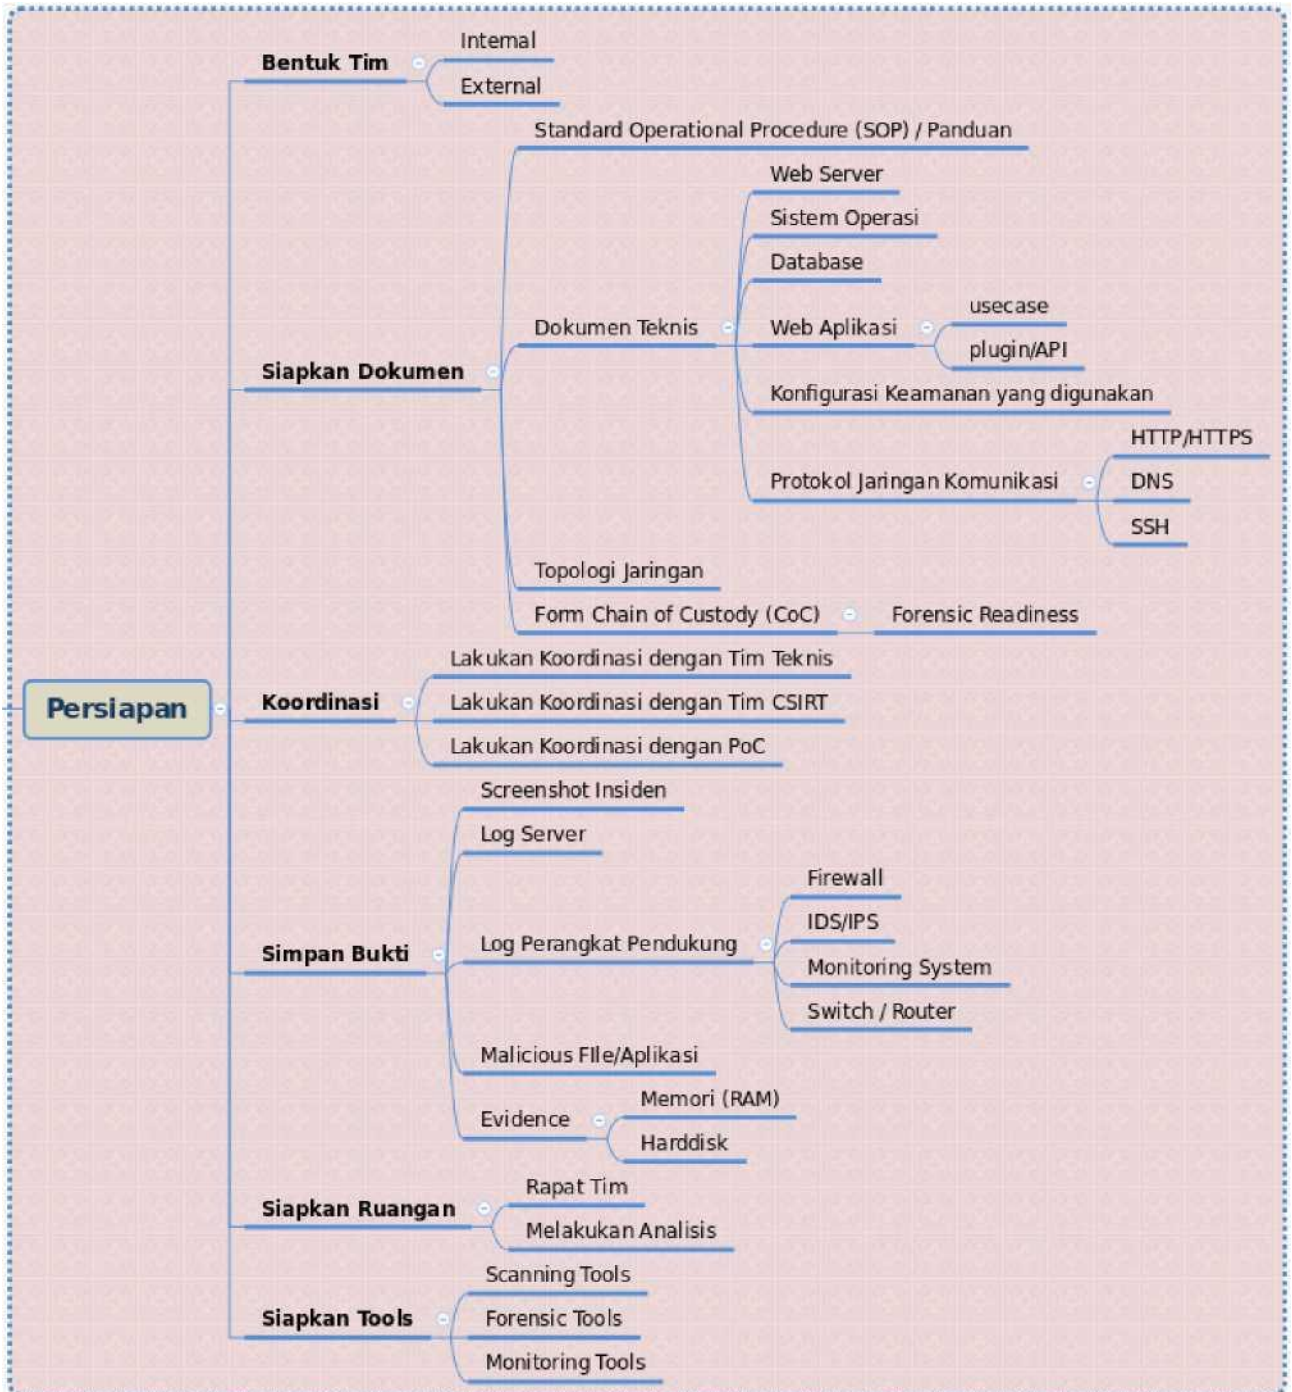 Persiapan
Bentuk Tim
Internal
External
Siapkan Dokumen
Standard Operational Procedure (SOP) / Panduan
Dokumen Teknis
Web Server
Sistem Operasi
Database
Web Aplikasi
usecase
plugin/API
Konfigurasi Keamanan yang digunakan
Protokol Jaringan Komunikasi
HTTP/HTTPS
DNS
SSH
Topologi Jaringan
Form Chain of Custody (CoC)
Forensic Readiness
Koordinasi
Lakukan Koordinasi dengan Tim Teknis
Lakukan Koordinasi dengan Tim CSIRT
Lakukan Koordinasi dengan PoC
Simpan Bukti
Screenshot Insiden
Log Server
Log Perangkat Pendukung
Firewall
IDS/IPS
Monitoring System
Switch / Router
Malicious FIle/Aplikasi
Evidence
Memori (RAM)
Harddisk
Siapkan Ruangan
Rapat Tim
Melakukan Analisis
Siapkan Tools
Scanning Tools
Forensic Tools
Monitoring Tools